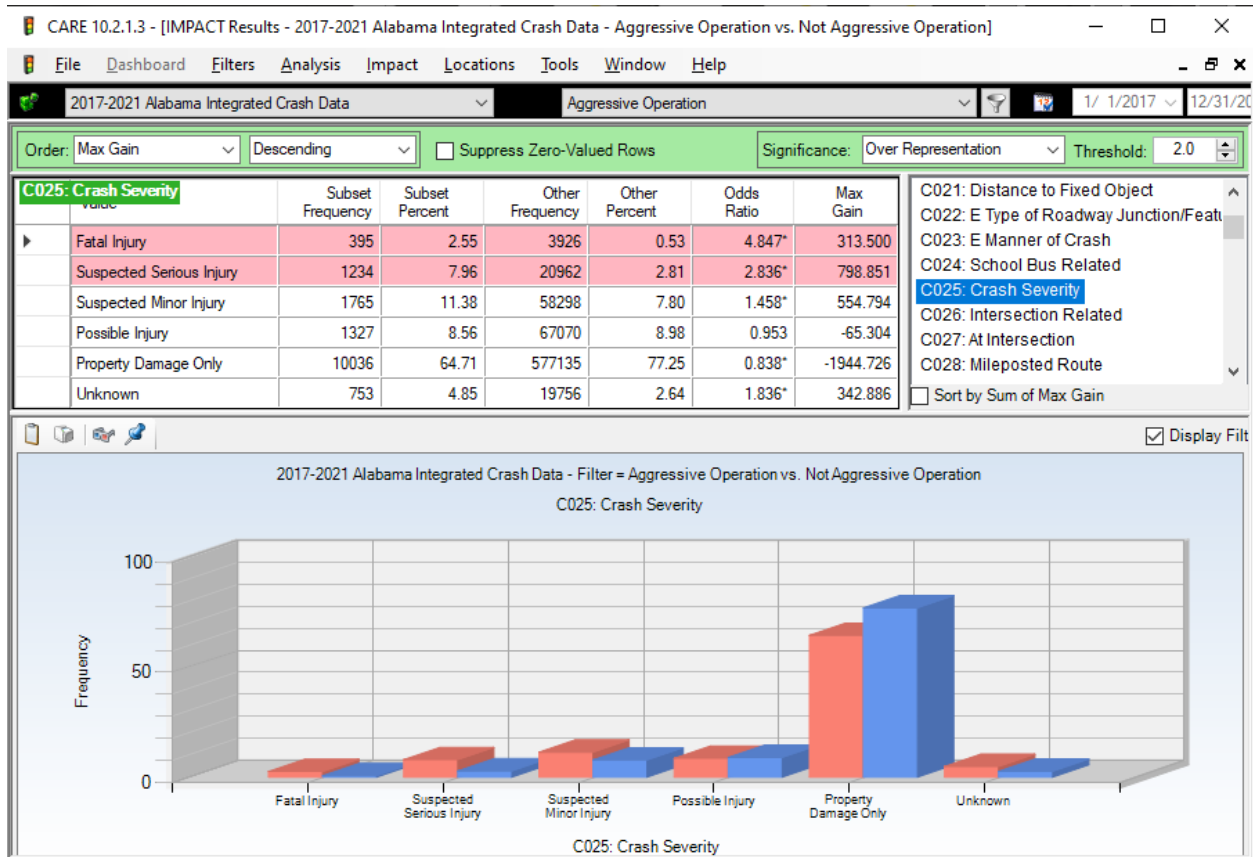 CARE 10.2.1.3 - [IMPACT Results - 2017-2021 Alabama Integrated Crash Data - Aggressive Operation vs. Not Aggressive Operation]
File Dashboard Filters Analysis Impact Locations Tools Window Help
2017-2021 Alabama Integrated Crash Data Aggressive Operation 1/ 1/2017 12/31/20
Order: Max Gain Descending Suppress Zero-Valued Rows Significance: Over Representation Threshold: 2.0
C025: Crash Severity
Value Subset Frequency Subset Percent Other Frequency Other Percent Odds Ratio Max Gain
Fatal Injury 395 2.55 3926 0.53 4.847* 313.500
Suspected Serious Injury 1234 7.96 20962 2.81 2.836* 798.851
Suspected Minor Injury 1765 11.38 58298 7.80 1.458* 554.794
Possible Injury 1327 8.56 67070 8.98 0.953 -65.304
Property Damage Only 10036 64.71 577135 77.25 0.838* -1944.726
Unknown 753 4.85 19756 2.64 1.836* 342.886
C021: Distance to Fixed Object
C022: E Type of Roadway Junction/Featu
C023: E Manner of Crash
C024: School Bus Related
C025: Crash Severity
C026: Intersection Related
C027: At Intersection
C028: Mileposted Route
Sort by Sum of Max Gain
Display Filt
2017-2021 Alabama Integrated Crash Data - Filter = Aggressive Operation vs. Not Aggressive Operation
C025: Crash Severity
100
50
0
Frequency
Fatal Injury
Suspected
Serious Injury
Suspected
Minor Injury
Possible Injury
Property
Damage Only
Unknown
C025: Crash Severity